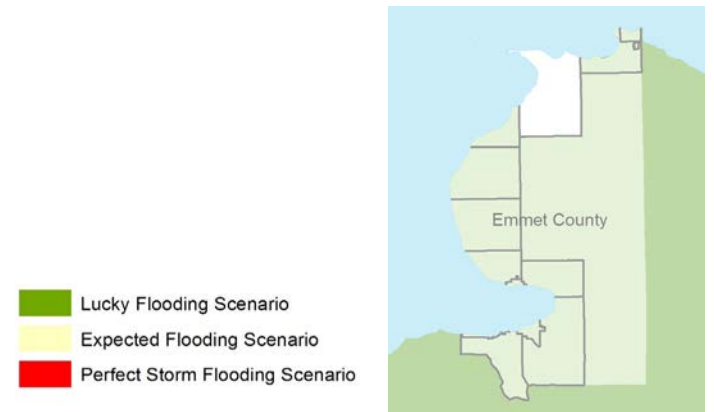 Emmet County
Lucky Flooding Scenario
Expected Flooding Scenario
Perfect Storm Flooding Scenario